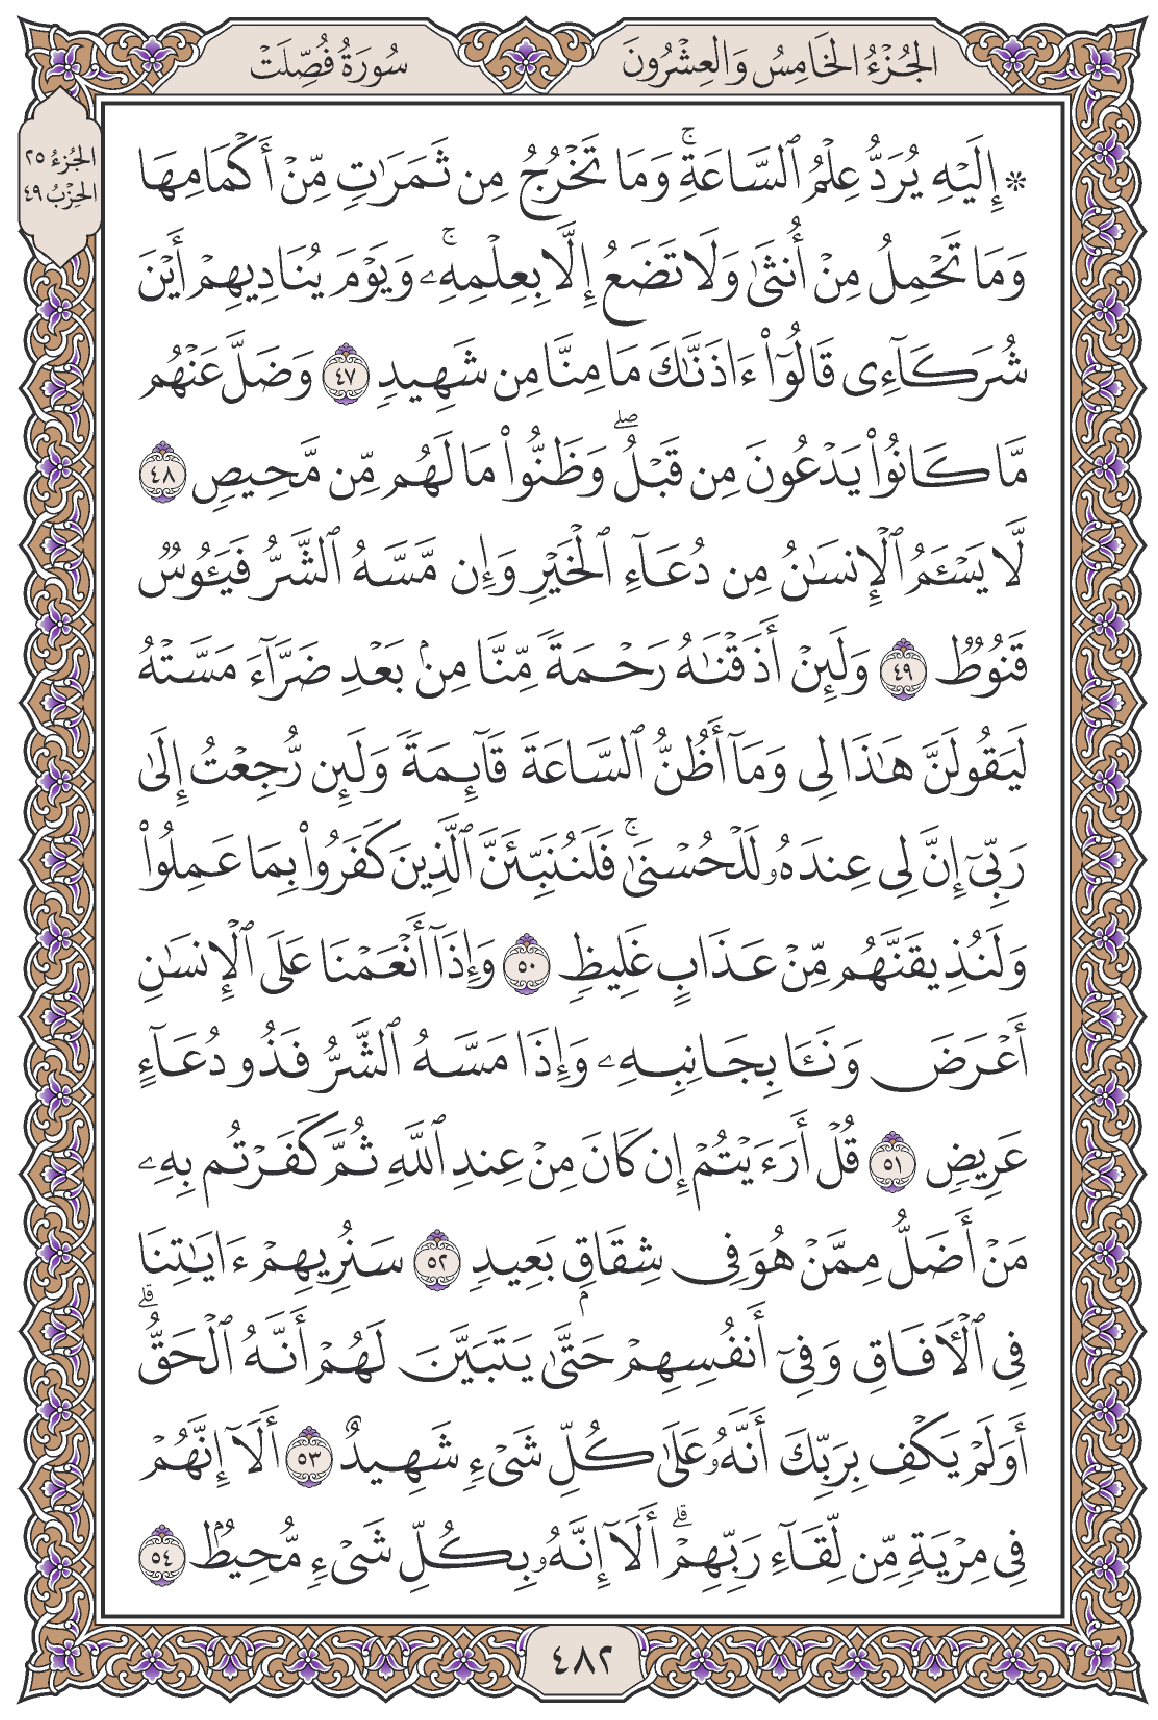 الجُزْءُ الخَامِسُ وَالعِشْرُونَ
سُورَةُ فُصِّلَتْ
الجُزءُ ٢٥
الحِزْبُ ٤٩
۞ إِلَيْهِ يُرَدُّ عِلْمُ ٱلسَّاعَةِۚ وَمَا تَخْرُجُ مِن ثَمَرَٰتٖ مِّنْ أَكْمَامِهَا
وَمَا تَحْمِلُ مِنْ أُنثَىٰ وَلَا تَضَعُ إِلَّا بِعِلْمِهِۦۚ وَيَوْمَ يُنَادِيهِمْ أَيْنَ
شُرَكَآءِي قَالُوٓاْ ءَاذَنَّٰكَ مَا مِنَّا مِن شَهِيدٖ ٤٧ وَضَلَّ عَنْهُم
مَّا كَانُواْ يَدْعُونَ مِن قَبْلُۖ وَظَنُّواْ مَا لَهُم مِّن مَّحِيصٖ ٤٨
لَّا يَسْـَٔمُ ٱلْإِنسَٰنُ مِن دُعَآءِ ٱلْخَيْرِ وَإِن مَّسَّهُ ٱلشَّرُّ فَيَـُٔوسٞ
قَنُوطٞ ٤٩ وَلَئِنْ أَذَقْنَٰهُ رَحْمَةٗ مِّنَّا مِنۢ بَعْدِ ضَرَّآءَ مَسَّتْهُ
لَيَقُولَنَّ هَٰذَا لِي وَمَآ أَظُنُّ ٱلسَّاعَةَ قَآئِمَةٗ وَلَئِن رُّجِعْتُ إِلَىٰ
رَبِّيٓ إِنَّ لِي عِندَهُۥ لَلْحُسْنَىٰۚ فَلَنُنَبِّئَنَّ ٱلَّذِينَ كَفَرُواْ بِمَا عَمِلُواْ
وَلَنُذِيقَنَّهُم مِّنْ عَذَابٍ غَلِيظٖ ٥٠ وَإِذَآ أَنْعَمْنَا عَلَى ٱلْإِنسَٰنِ
أَعْرَضَ وَنَـَٔا بِجَانِبِهِۦ وَإِذَا مَسَّهُ ٱلشَّرُّ فَذُو دُعَآءٍ
عَرِيضٖ ٥١ قُلْ أَرَءَيْتُمْ إِن كَانَ مِنْ عِندِ ٱللَّهِ ثُمَّ كَفَرْتُم بِهِۦ
مَنْ أَضَلُّ مِمَّنْ هُوَ فِي شِقَاقِۭ بَعِيدٖ ٥٢ سَنُرِيهِمْ ءَايَٰتِنَا
فِي ٱلْأٓفَاقِ وَفِيٓ أَنفُسِهِمْ حَتَّىٰ يَتَبَيَّنَ لَهُمْ أَنَّهُ ٱلْحَقُّۗ
أَوَلَمْ يَكْفِ بِرَبِّكَ أَنَّهُۥ عَلَىٰ كُلِّ شَيْءٖ شَهِيدٌ ٥٣ أَلَآ إِنَّهُمْ
فِي مِرْيَةٖ مِّن لِّقَآءِ رَبِّهِمْۗ أَلَآ إِنَّهُۥ بِكُلِّ شَيْءٖ مُّحِيطُۢ ٥٤
٤٨٢